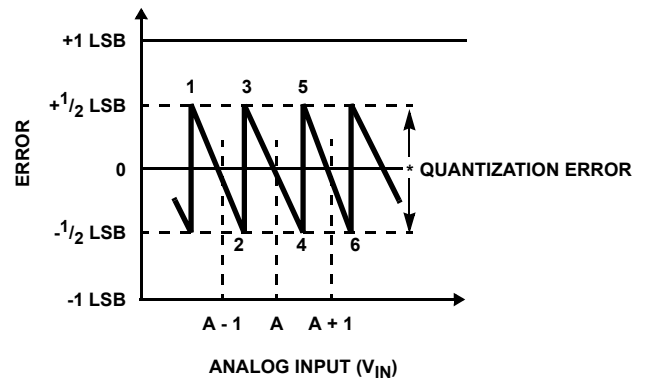 +1 LSB
1 3 5
+1/2 LSB
ERROR
0
* QUANTIZATION ERROR
-1/2 LSB
2 4 6
-1 LSB
A - 1 A A + 1
ANALOG INPUT (VIN)